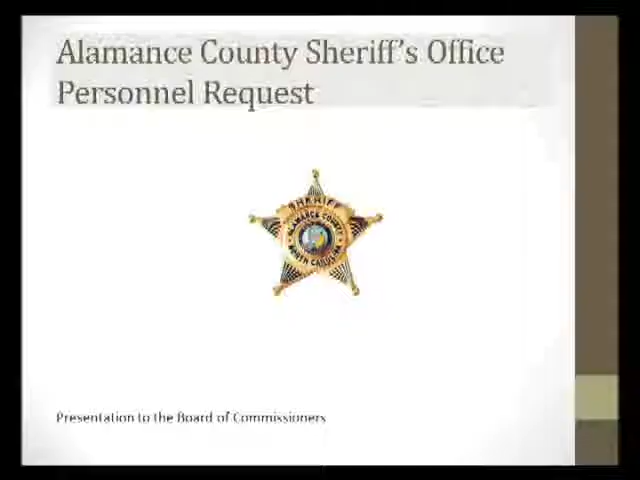 Alamance County Sheriff's Office
Personnel Request
SHERIFF
ALAMANCE COUNTY
NORTH CAROLINA
Presentation to the Board of Commissioners